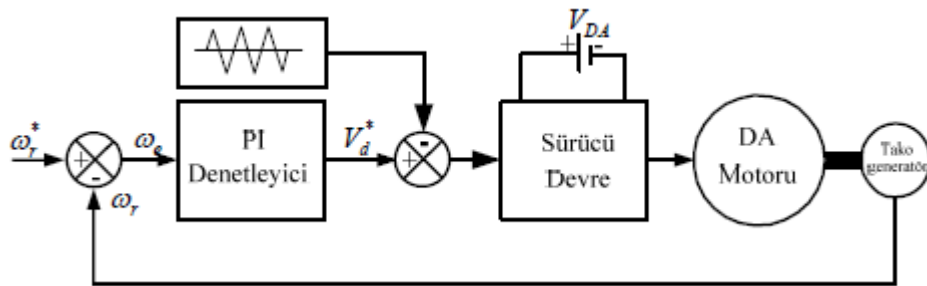 V_DA
+ -
ω_r^*
+
-
ω_e
ω_r
PI
Denetleyici
V_d^*
-
+
Sürücü
Devre
DA
Motoru
Tako
generatör